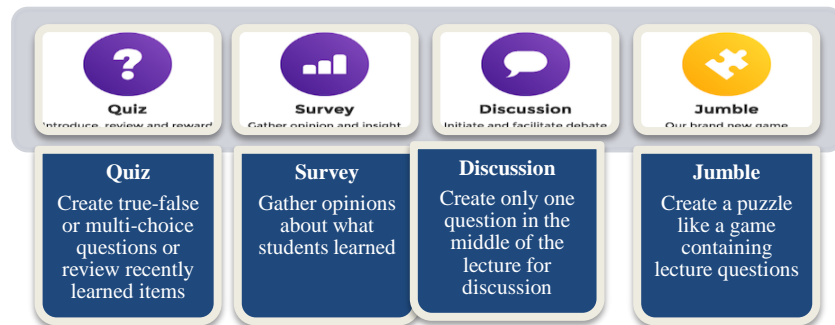 Quiz
Introduce, review and reward
Survey
Gather opinion and insight
Discussion
Initiate and facilitate debate
Jumble
Our brand new game
Quiz
Create true-false
or multi-choice
questions or
review recently
learned items
Survey
Gather opinions
about what
students learned
Discussion
Create only one
question in the
middle of the
lecture for
discussion
Jumble
Create a puzzle
like a game
containing
lecture questions